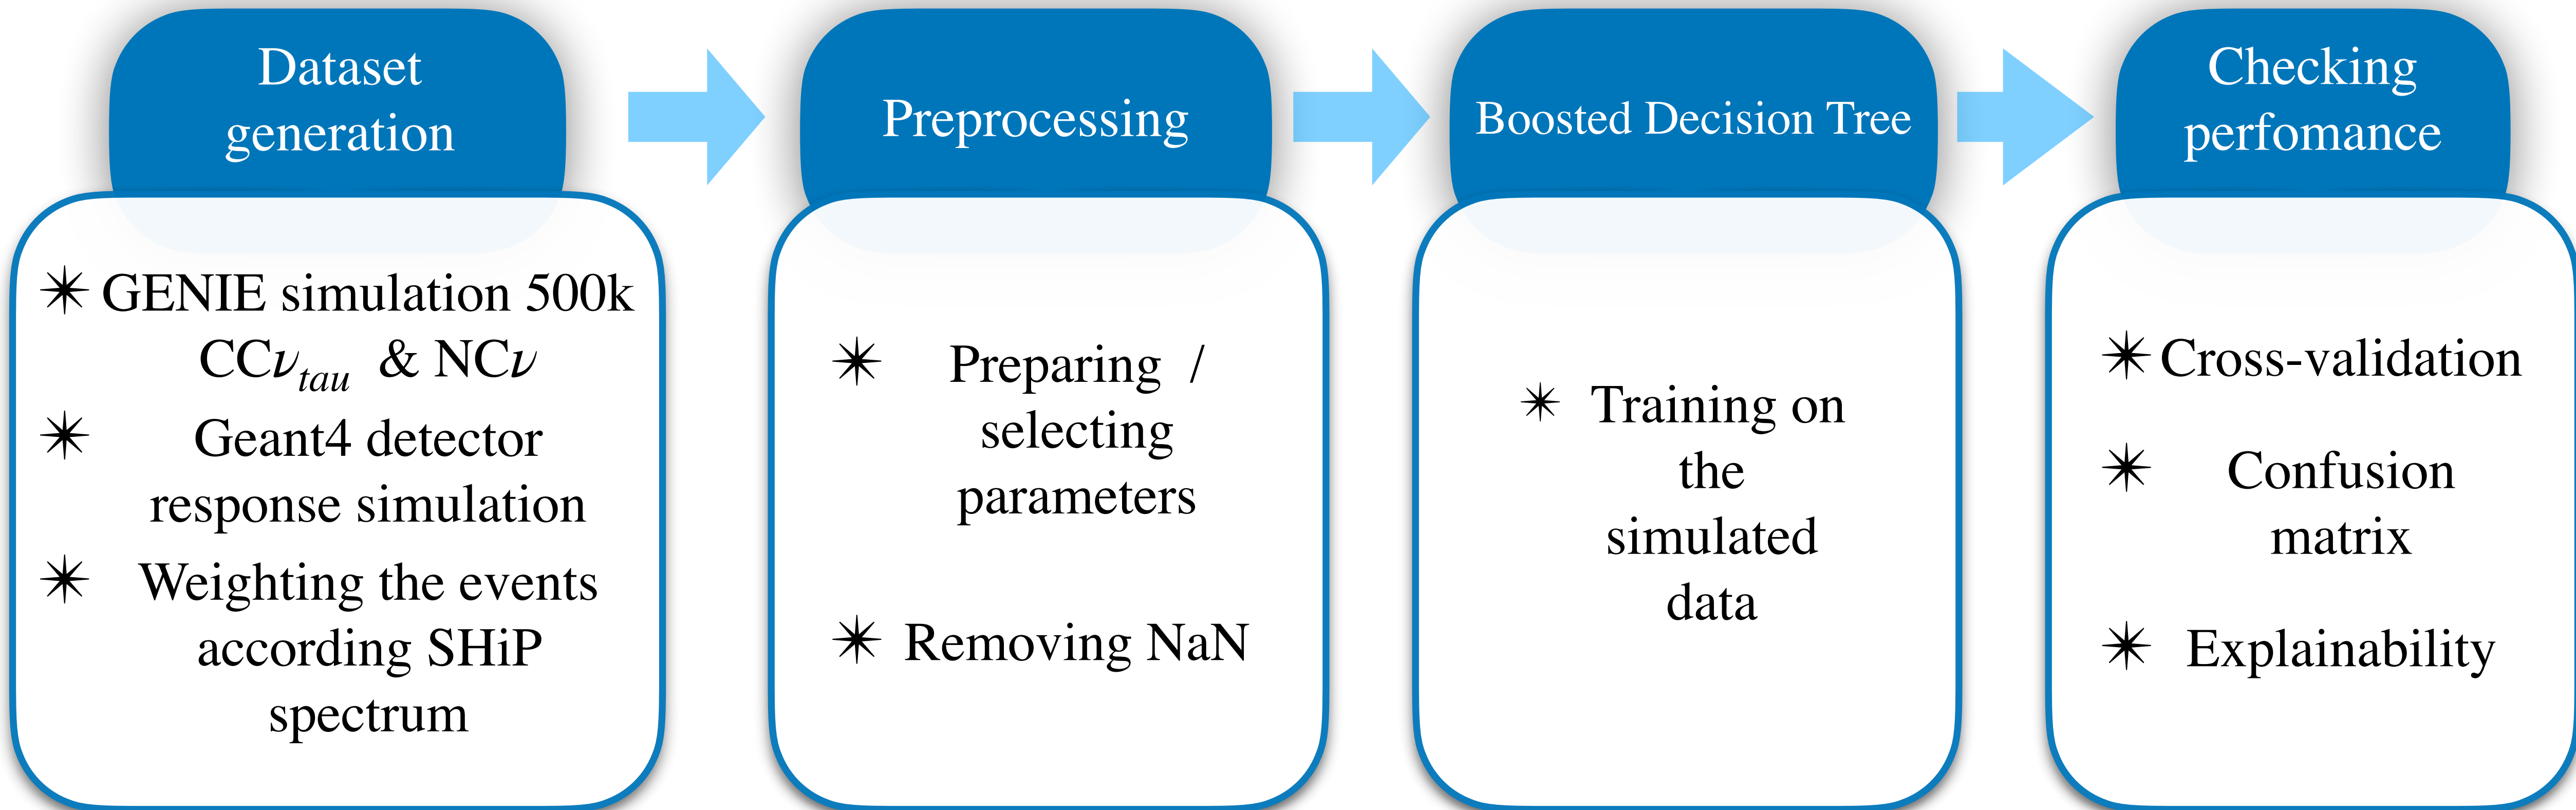 Dataset
generation
✴ GENIE simulation 500k
CCν_tau & NCν
✴ Geant4 detector
response simulation
✴ Weighting the events
according SHiP
spectrum
Preprocessing
✴ Preparing /
selecting
parameters
✴ Removing NaN
Boosted Decision Tree
✴ Training on
the
simulated
data
Checking
perfomance
✴ Cross-validation
✴ Confusion
matrix
✴ Explainability